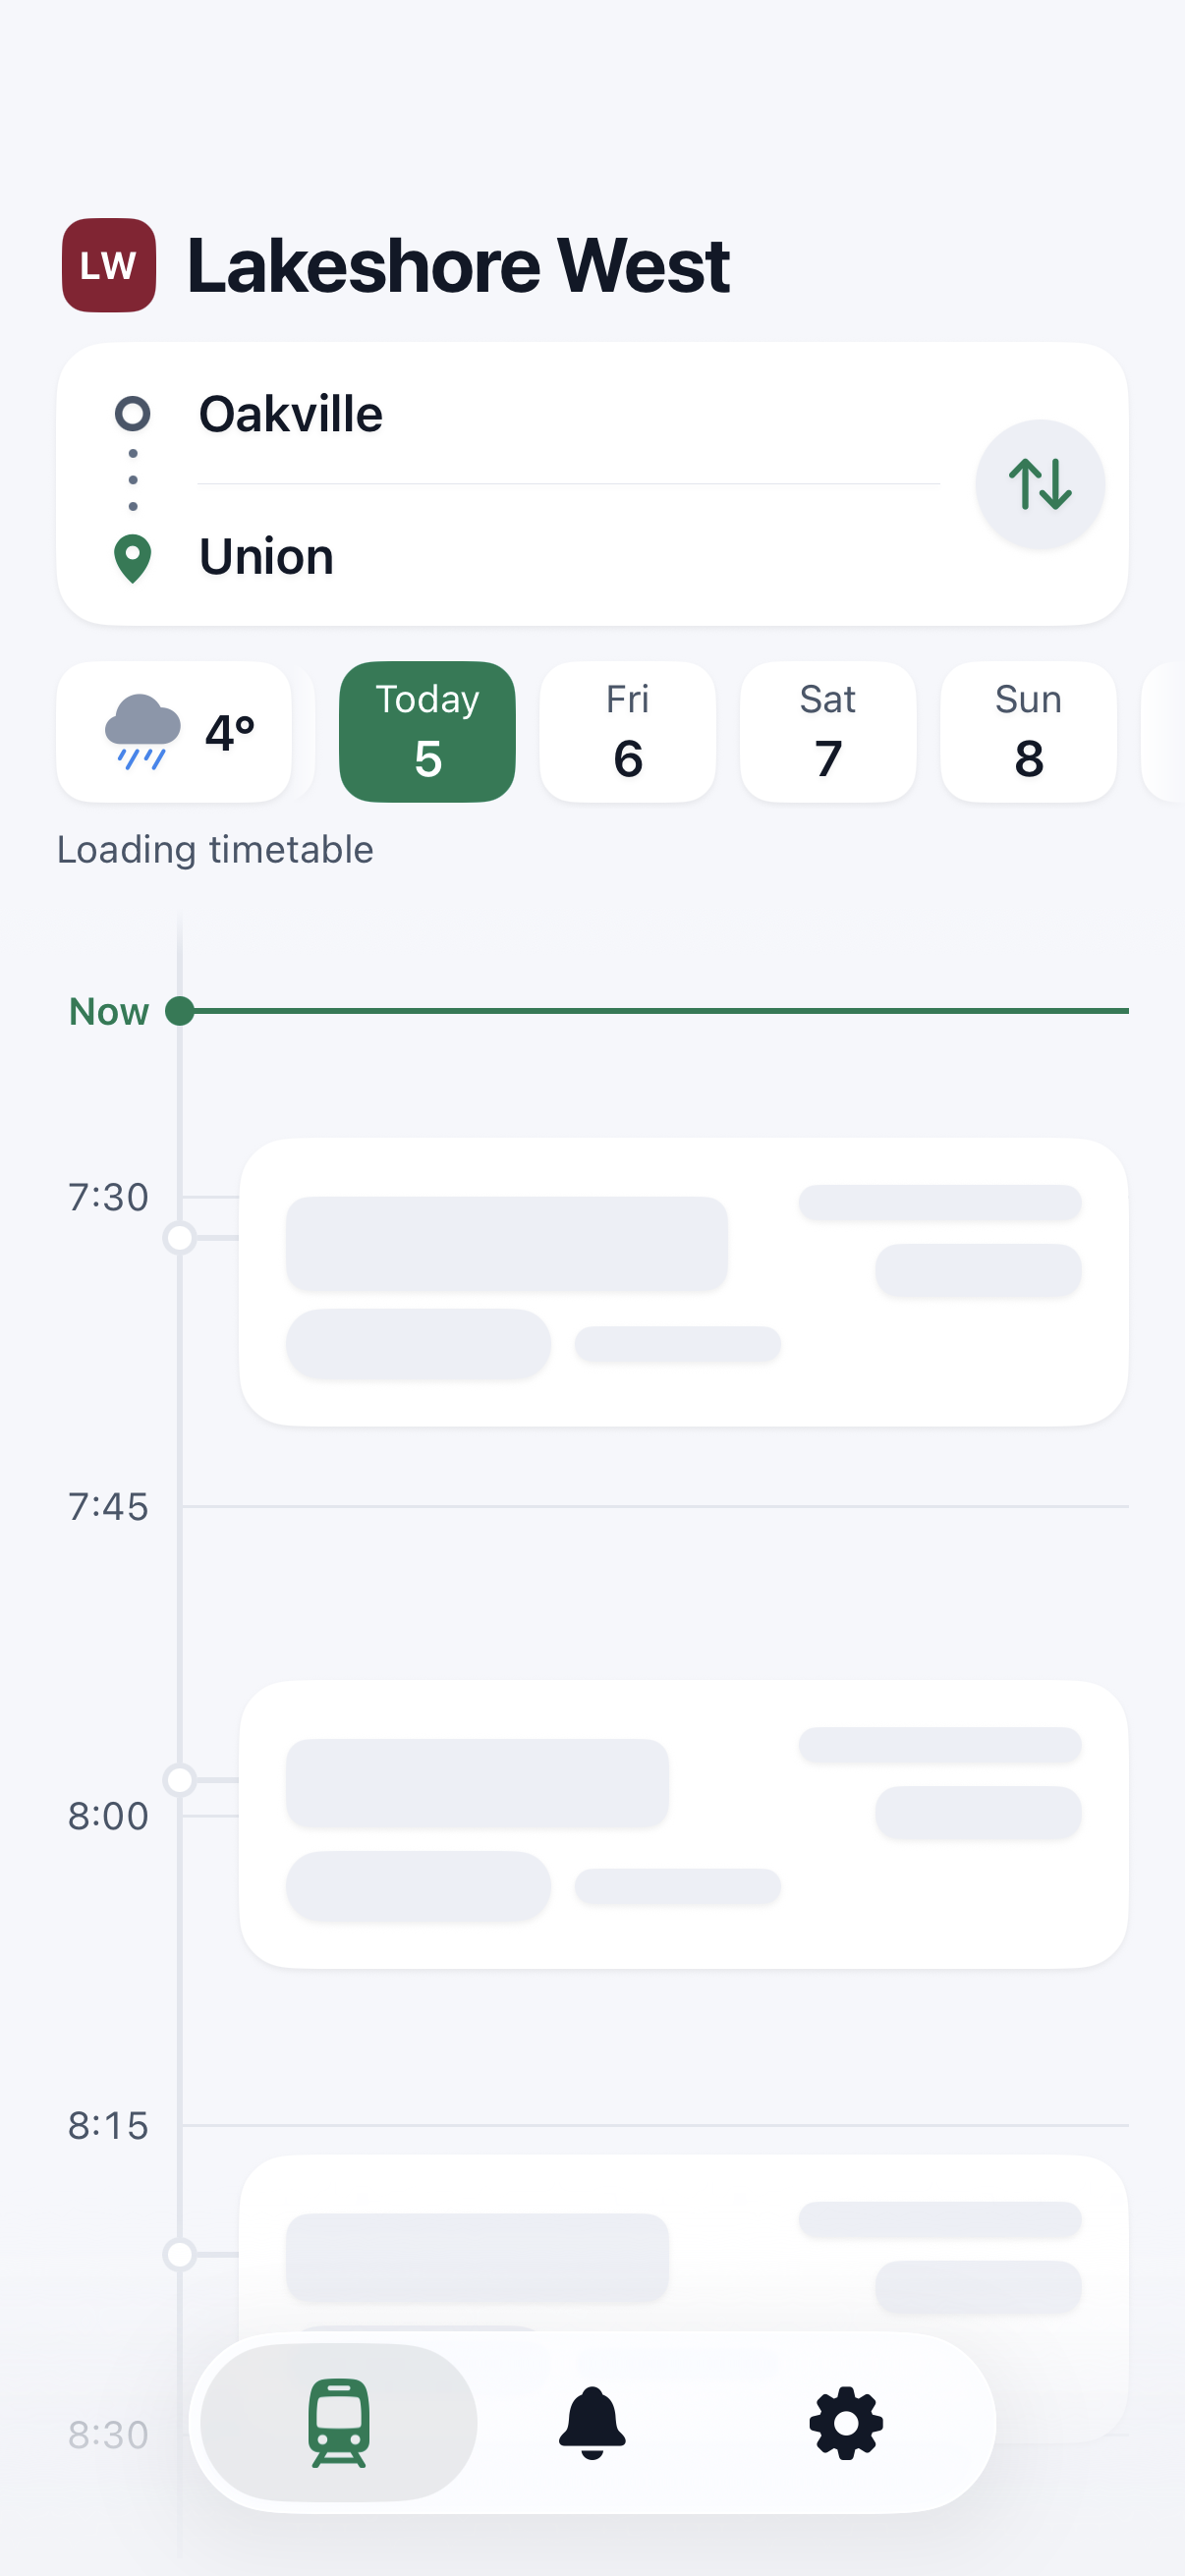 LW Lakeshore West
Oakville
Union
4° Today Fri Sat Sun
5 6 7 8
Loading timetable
Now
7:30
7:45
8:00
8:15
8:30